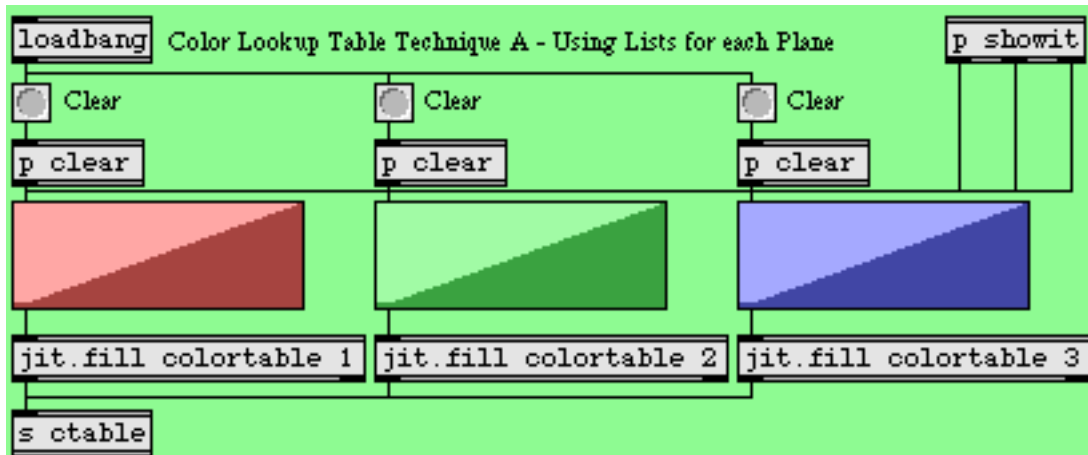 loadbang
Color Lookup Table Technique A - Using Lists for each Plane
p showit
Clear
Clear
Clear
p clear
p clear
p clear
jit.fill colortable 1
jit.fill colortable 2
jit.fill colortable 3
s ctable